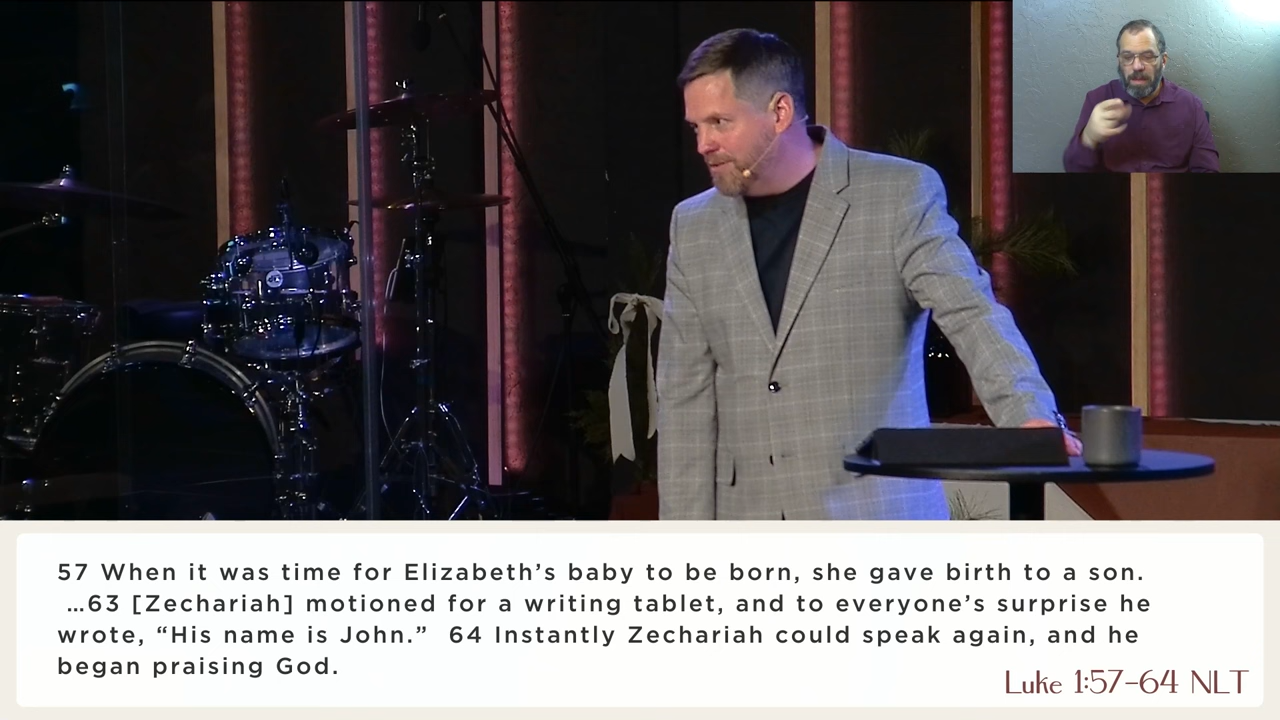 57 When it was time for Elizabeth’s baby to be born, she gave birth to a son.
…63 [Zechariah] motioned for a writing tablet, and to everyone’s surprise he
wrote, “His name is John.” 64 Instantly Zechariah could speak again, and he
began praising God.
Luke 1:57-64 NLT